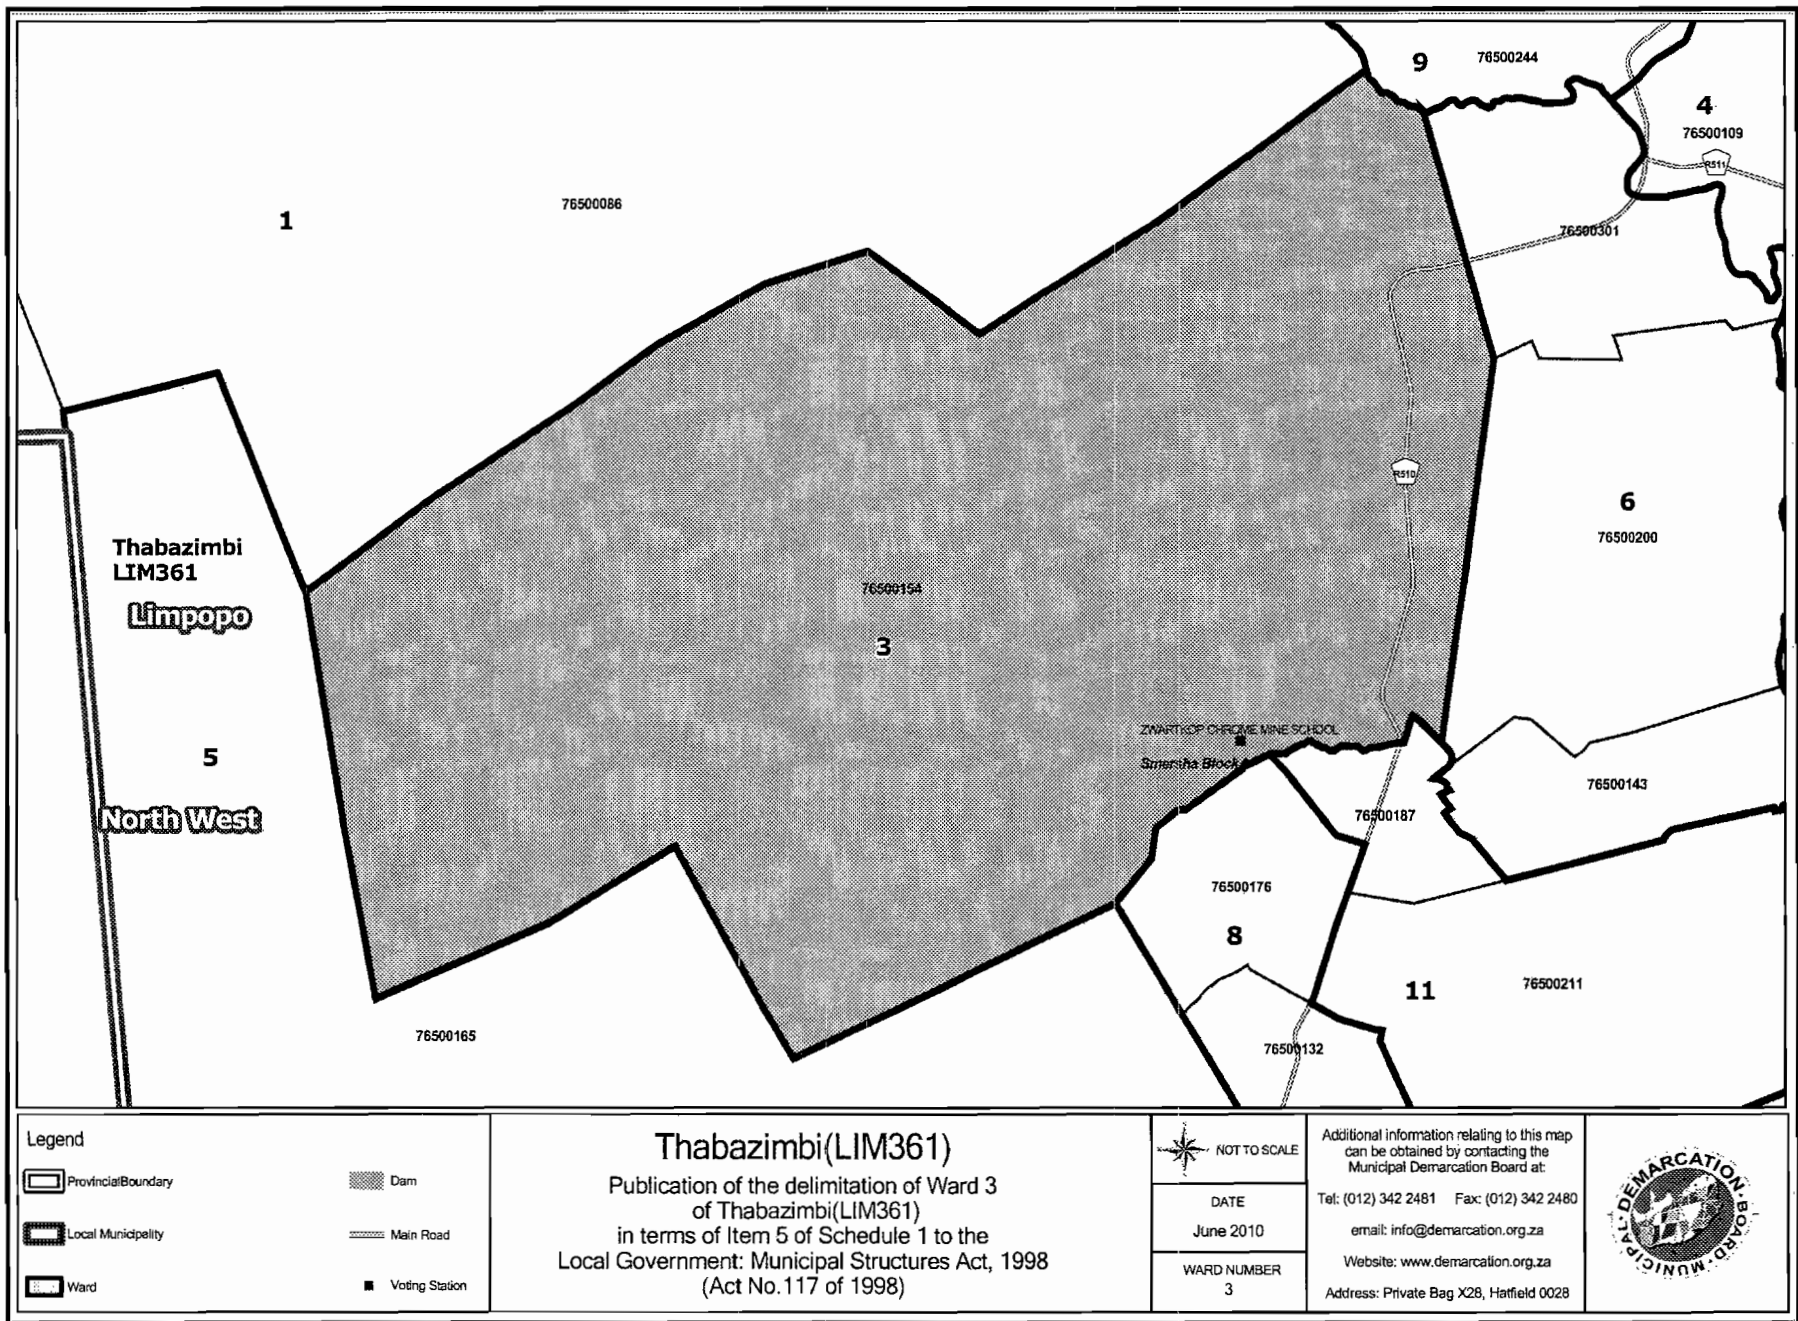 9
76500244
4
76500109
R511
76500086
1
76500301
R510
6
76500200
Thabazimbi
LIM361
Limpopo
76500154
3
ZWARTKOP CHROME MINE SCHOOL
Smersha Block
5
North West
76500143
76500187
76500176
8
11
76500211
76500165
76500132
Legend
ProvincialBoundary
Local Municipality
Ward
Dam
Main Road
Voting Station
Thabazimbi(LIM361)
Publication of the delimitation of Ward 3
of Thabazimbi(LIM361)
in terms of Item 5 of Schedule 1 to the
Local Government: Municipal Structures Act, 1998
(Act No.117 of 1998)
NOT TO SCALE
DATE
June 2010
WARD NUMBER
3
Additional information relating to this map
can be obtained by contacting the
Municipal Demarcation Board at:
Tel: (012) 342 2481 Fax: (012) 342 2480
email: info@demarcation.org.za
Website: www.demarcation.org.za
Address: Private Bag X28, Hatfield 0028
MUNICIPAL DEMARCATION BOARD